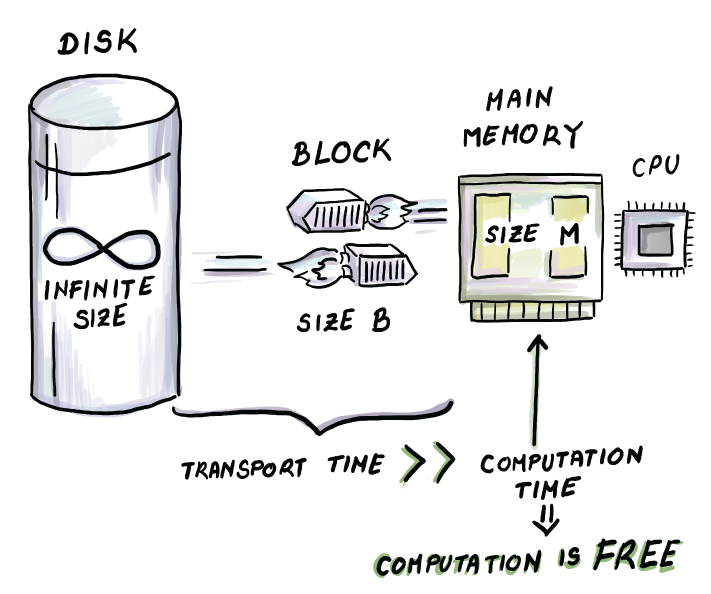 DISK
MAIN
MEMORY
BLOCK
CPU
SIZE M
INFINITE
SIZE
SIZE B
TRANSPORT TIME >> COMPUTATION
TIME
COMPUTATION IS FREE